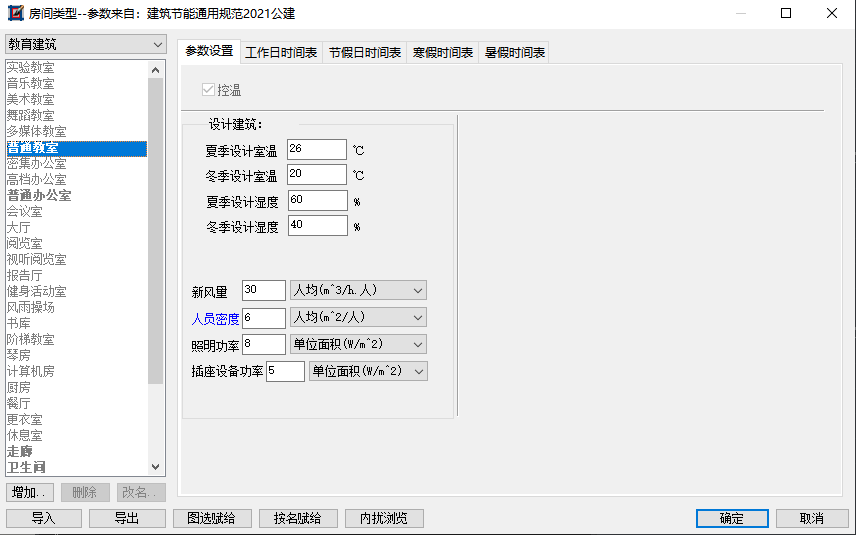 房间类型--参数来自: 建筑节能通用规范2021公建
教育建筑
实验教室
音乐教室
美术教室
舞蹈教室
多媒体教室
普通教室
密集办公室
高档办公室
普通办公室
会议室
大厅
阅览室
视听阅览室
报告厅
健身活动室
风雨操场
书库
阶梯教室
琴房
计算机房
厨房
餐厅
更衣室
休息室
走廊
卫生间
增加.. 删除 改名..
参数设置 工作日时间表 节假日时间表 寒假时间表 暑假时间表
控温
设计建筑:
夏季设计室温 26 ℃
冬季设计室温 20 ℃
夏季设计湿度 60 %
冬季设计湿度 40 %
新风量 30 人均(m^3/h.人)
人员密度 6 人均(m^2/人)
照明功率 8 单位面积(W/m^2)
插座设备功率 5 单位面积(W/m^2)
导入 导出 图选赋给 按名赋给 内扰浏览 确定 取消